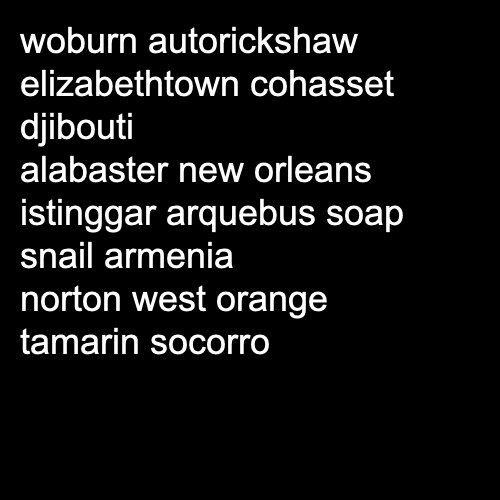 woburn autorickshaw
elizabethtown cohasset
djibouti
alabaster new orleans
istinggar arquebus soap
snail armenia
norton west orange
tamarin socorro